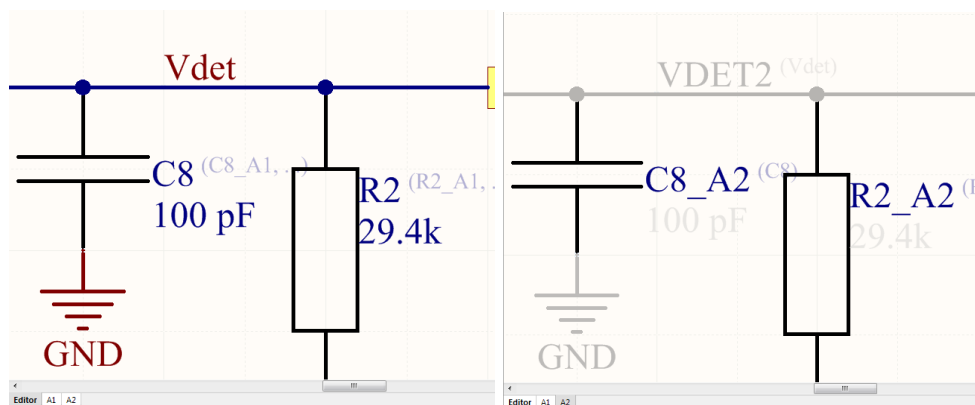 Vdet
C8 (C8_A1, ...)
100 pF
R2 (R2_A1, .
29.4k
GND
Editor A1 A2
VDET2 (Vdet)
C8_A2 (C8)
100 pF
R2_A2
29.4k
GND
Editor A1 A2